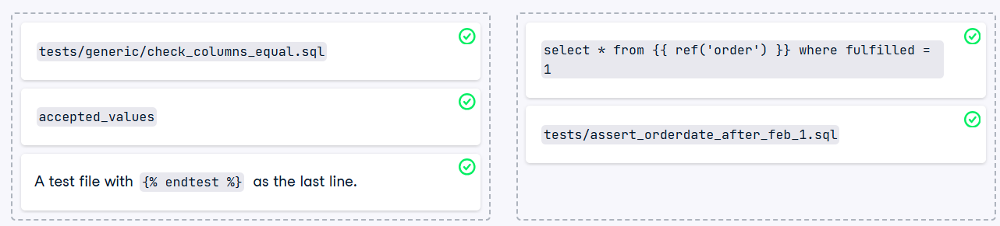 tests/generic/check_columns_equal.sql
accepted_values
A test file with {% endtest %} as the last line.
select * from {{ ref('order') }} where fulfilled =
1
tests/assert_orderdate_after_feb_1.sql